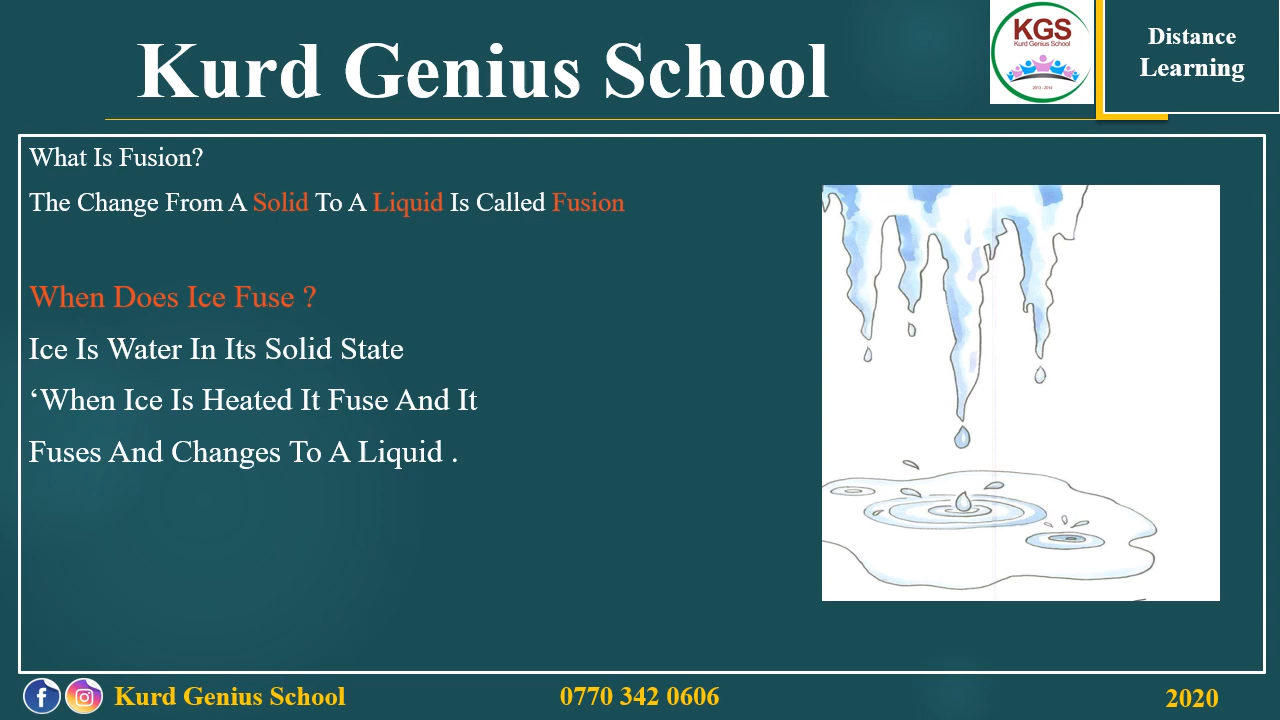 Kurd Genius School
KGS
Kurd Genius School
2013 - 2014
Distance
Learning
What Is Fusion?
The Change From A Solid To A Liquid Is Called Fusion
When Does Ice Fuse ?
Ice Is Water In Its Solid State
‘When Ice Is Heated It Fuse And It
Fuses And Changes To A Liquid .
Kurd Genius School
0770 342 0606
2020